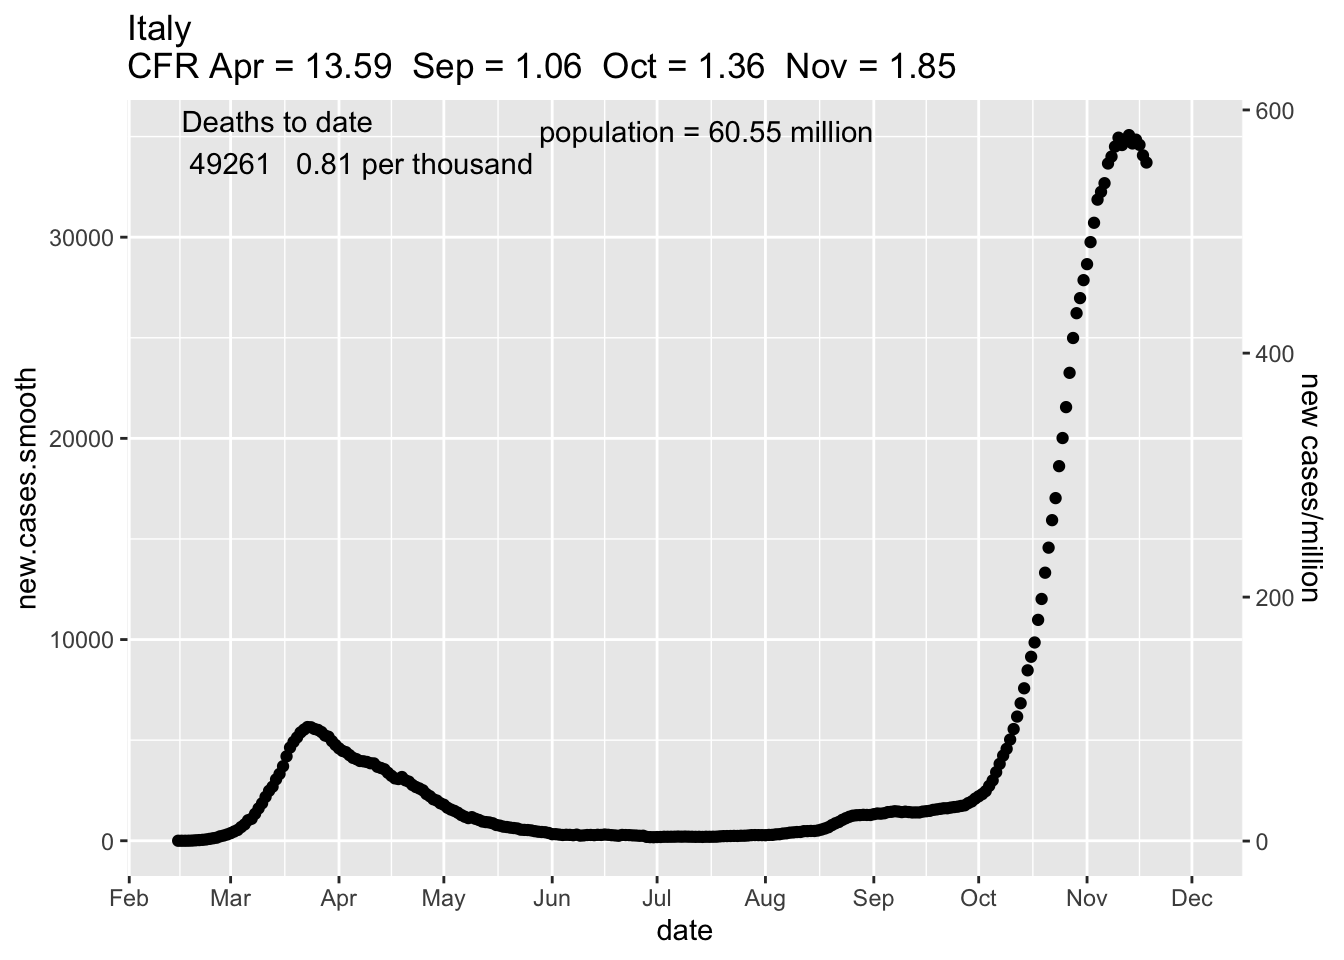 Italy
CFR Apr = 13.59  Sep = 1.06  Oct = 1.36  Nov = 1.85
Deaths to date
population = 60.55 million
49261   0.81 per thousand
new.cases.smooth
30000
20000
10000
0
600
400
200
0
new cases/million
Feb Mar Apr May Jun Jul Aug Sep Oct Nov Dec
date